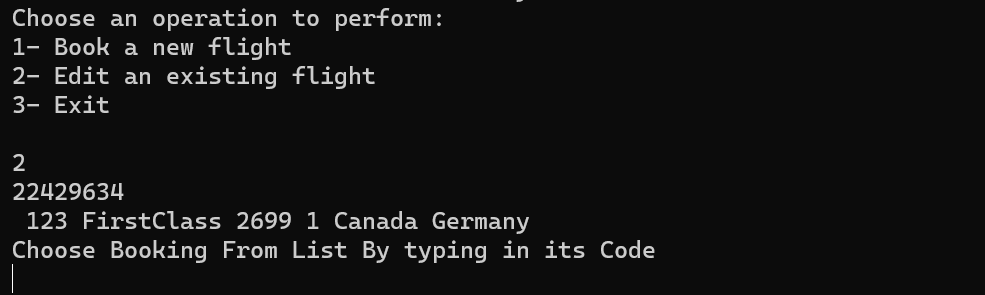 Choose an operation to perform:
1- Book a new flight
2- Edit an existing flight
3- Exit
2
22429634
123 FirstClass 2699 1 Canada Germany
Choose Booking From List By typing in its Code